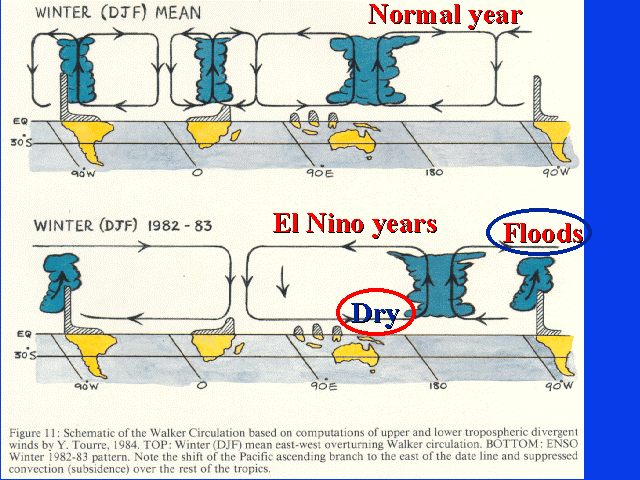 WINTER (DJF) MEAN
Normal year
EQ
30°S
90°W
0
90°E
180
90°W
WINTER (DJF) 1982 - 83
El Nino years
Floods
Dry
EQ
30°S
90°W
0
90°E
180
90°W
Figure 11: Schematic of the Walker Circulation based on computations of upper and lower tropospheric divergent
winds by Y. Tourre, 1984. TOP: Winter (DJF) mean east-west overturning Walker circulation. BOTTOM: ENSO
Winter 1982-83 pattern. Note the shift of the Pacific ascending branch to the east of the date line and suppressed
convection (subsidence) over the rest of the tropics.